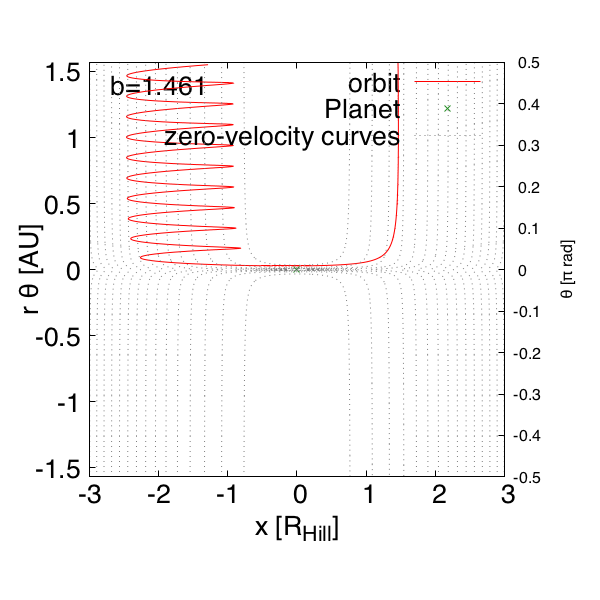 b=1.461
orbit
Planet
zero-velocity curves
r θ [AU]
1.5
1
0.5
0
-0.5
-1
-1.5
0.5
0.4
0.3
0.2
0.1
0
-0.1
-0.2
-0.3
-0.4
-0.5
θ [π rad]
-3 -2 -1 0 1 2 3
x [R_Hill]